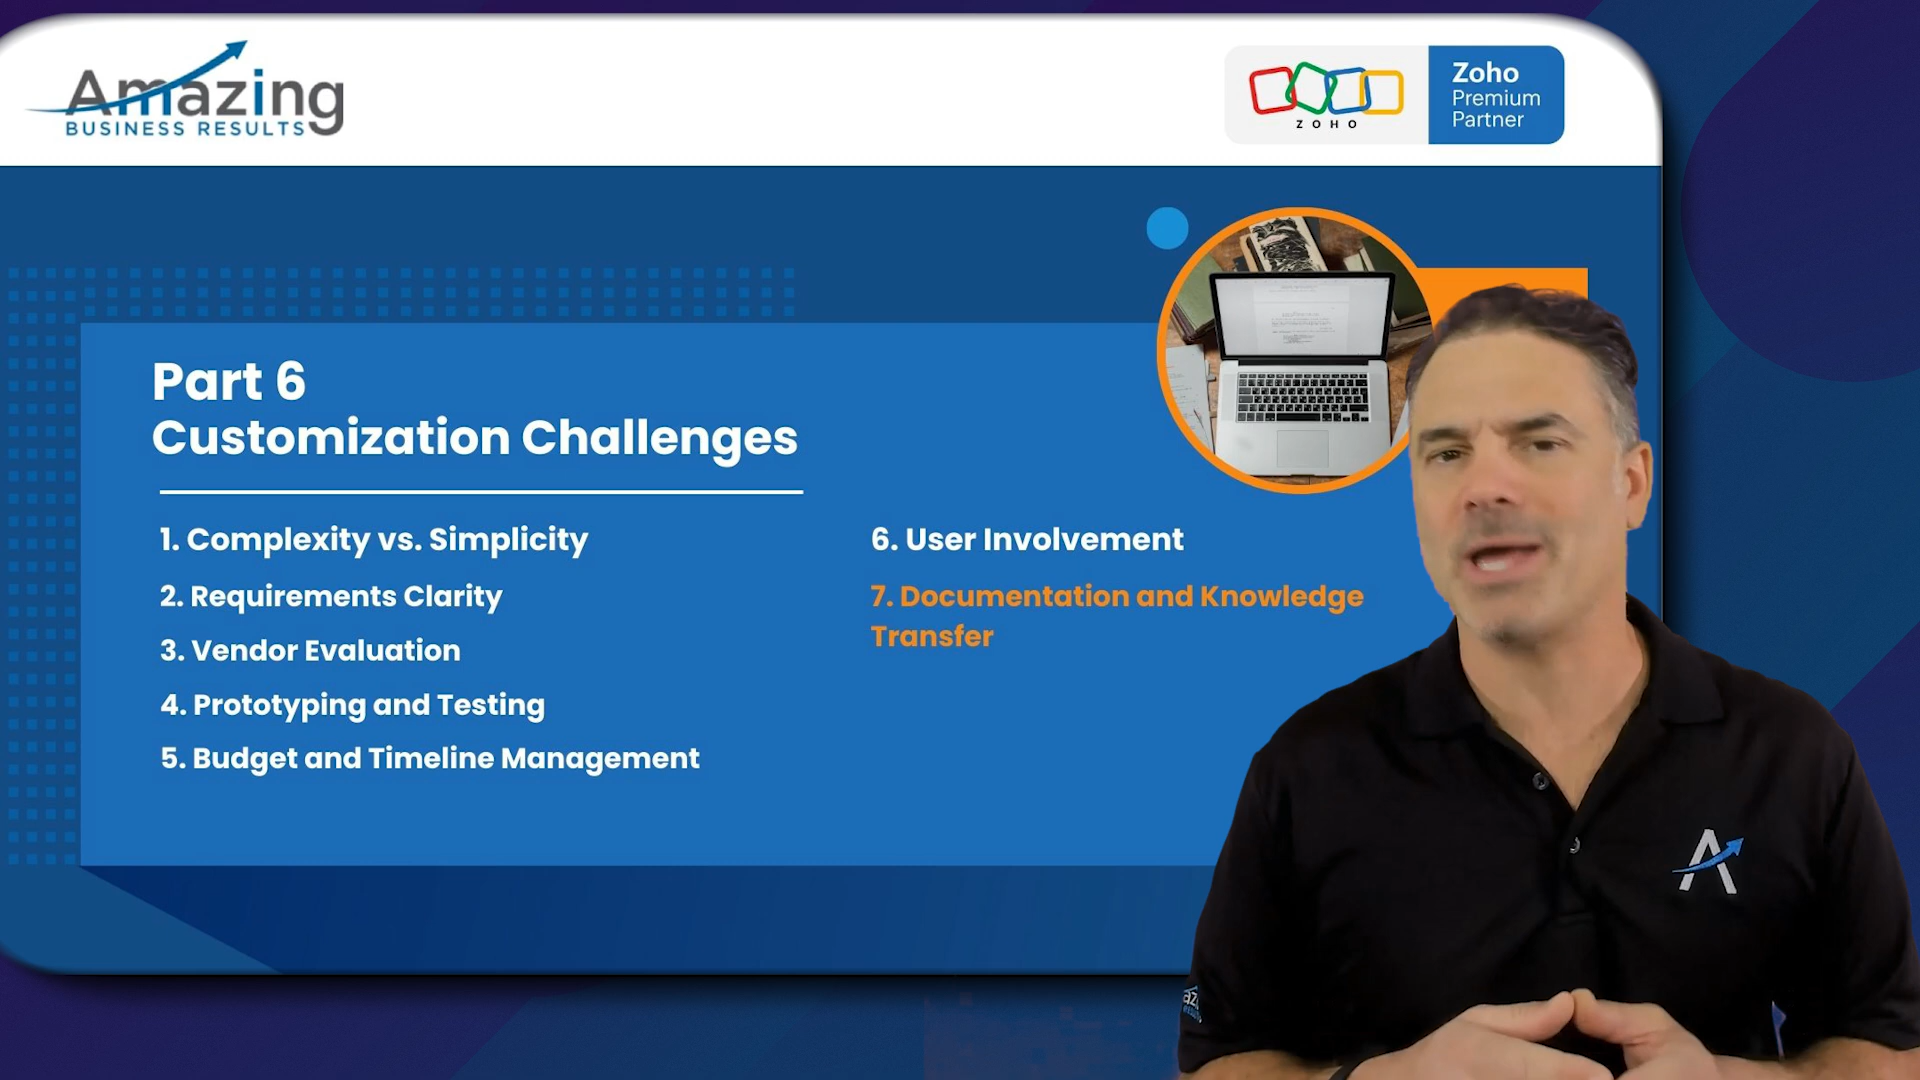 Amazing
BUSINESS RESULTS
ZOHO
Zoho
Premium
Partner
Part 6
Customization Challenges
1. Complexity vs. Simplicity
2. Requirements Clarity
3. Vendor Evaluation
4. Prototyping and Testing
5. Budget and Timeline Management
6. User Involvement
7. Documentation and Knowledge
Transfer